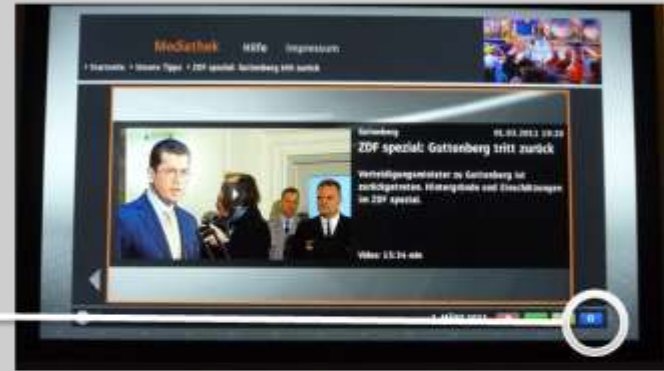 Mediathek Hilfe Impressum
Startseite Unsere Tipps ZDF spezial: Guttenberg tritt zurück
Guttenberg 01.03.2011 19:20
ZDF spezial: Guttenberg tritt zurück
Verteidigungsminister zu Guttenberg ist
zurückgetreten. Hintergründe und Einschätzungen
im ZDF spezial.
Video: 15:34 min